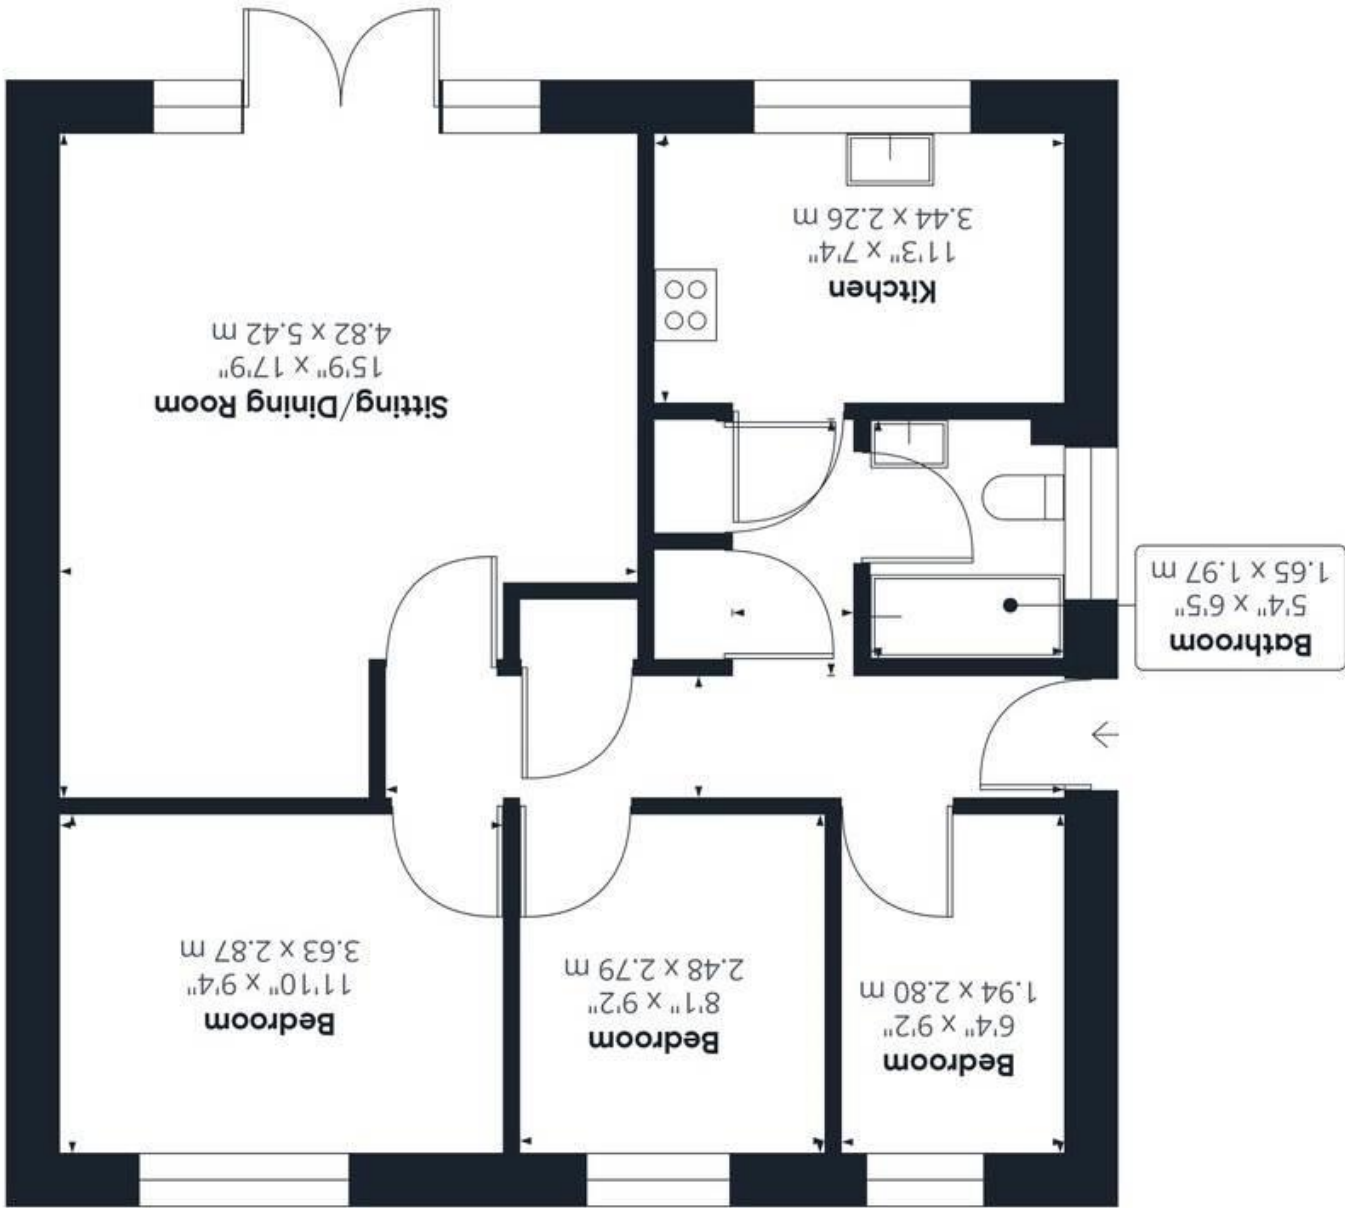 Bedroom
6'4" x 9'2"
1.94 x 2.80 m
Bedroom
8'1" x 9'2"
2.48 x 2.79 m
Bedroom
11'10" x 9'4"
3.63 x 2.87 m
Bathroom
5'4" x 6'5"
1.65 x 1.97 m
Kitchen
11'3" x 7'4"
3.44 x 2.26 m
Sitting/Dining Room
15'9" x 17'9"
4.82 x 5.42 m